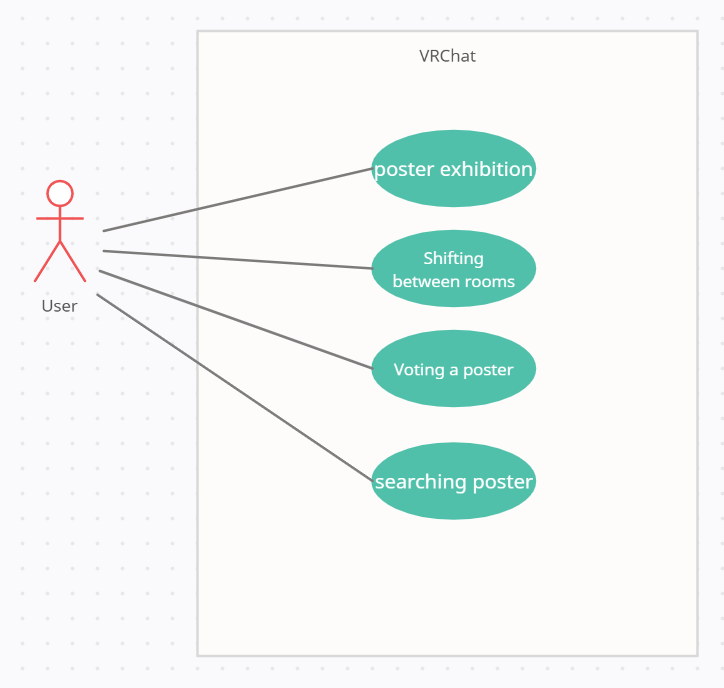 VRChat
poster exhibition
Shifting
between rooms
User
Voting a poster
searching poster